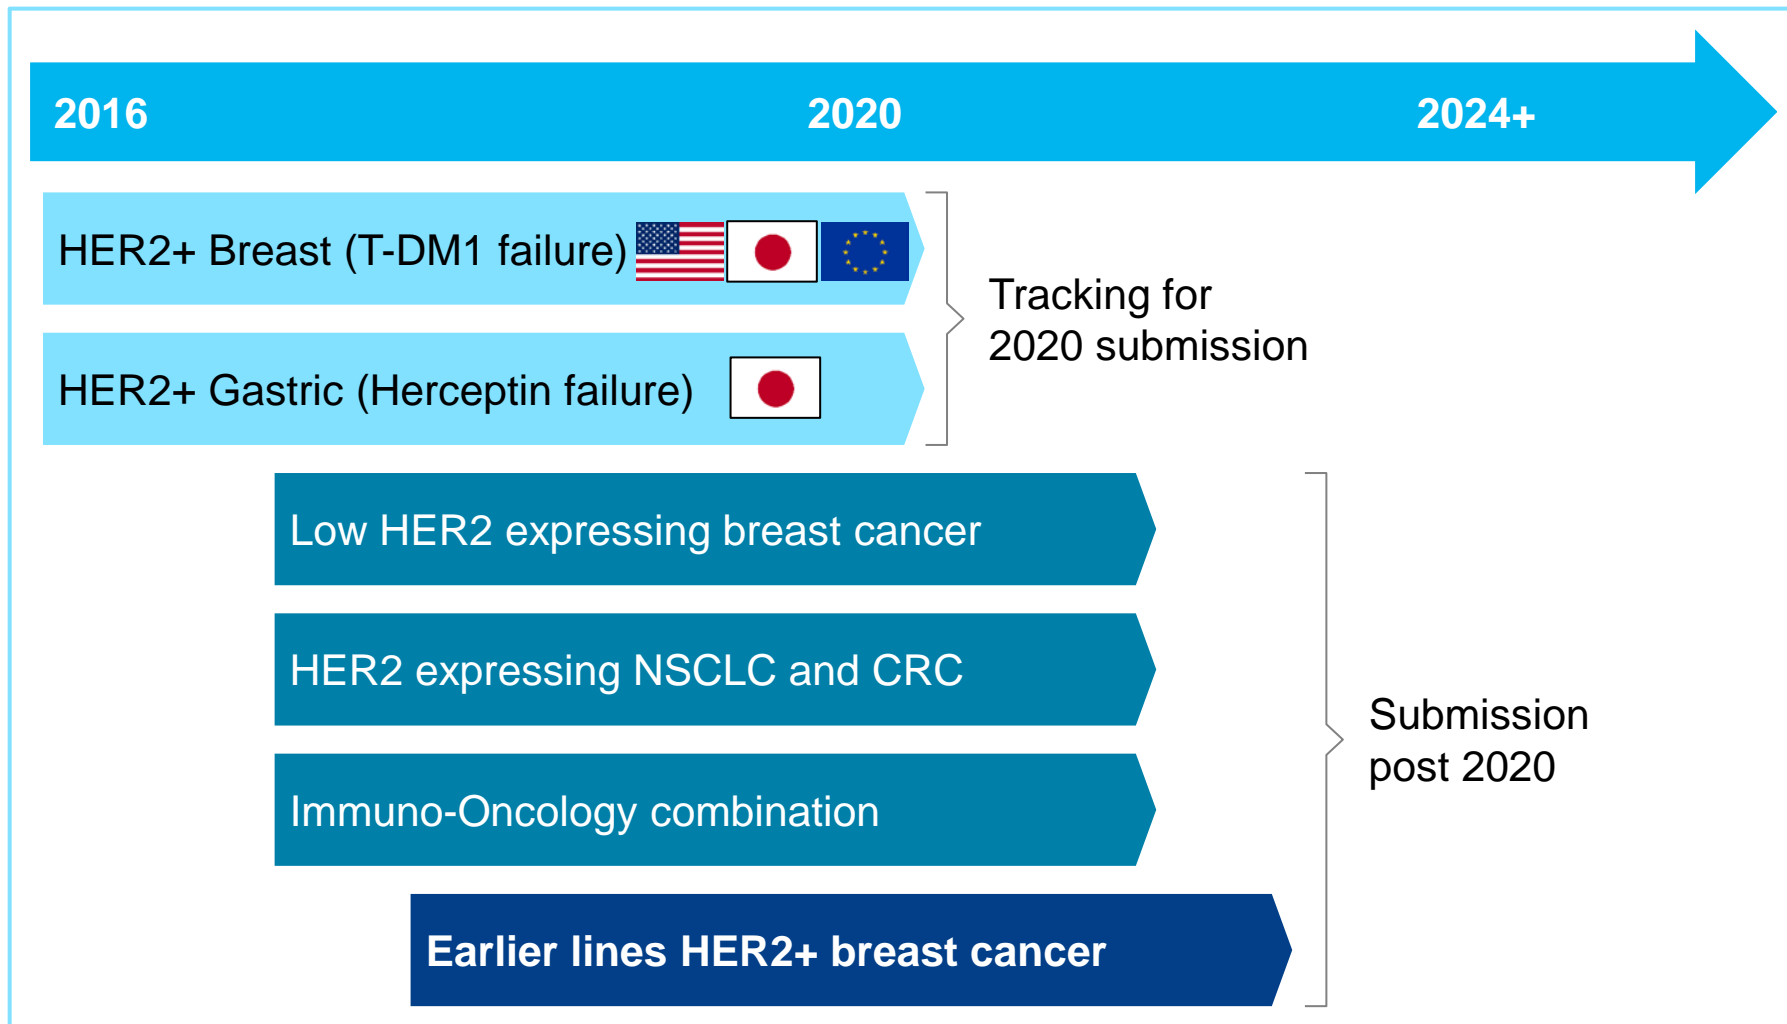 2016 2020 2024+
HER2+ Breast (T-DM1 failure)
HER2+ Gastric (Herceptin failure)
Tracking for
2020 submission
Low HER2 expressing breast cancer
HER2 expressing NSCLC and CRC
Immuno-Oncology combination
Earlier lines HER2+ breast cancer
Submission
post 2020